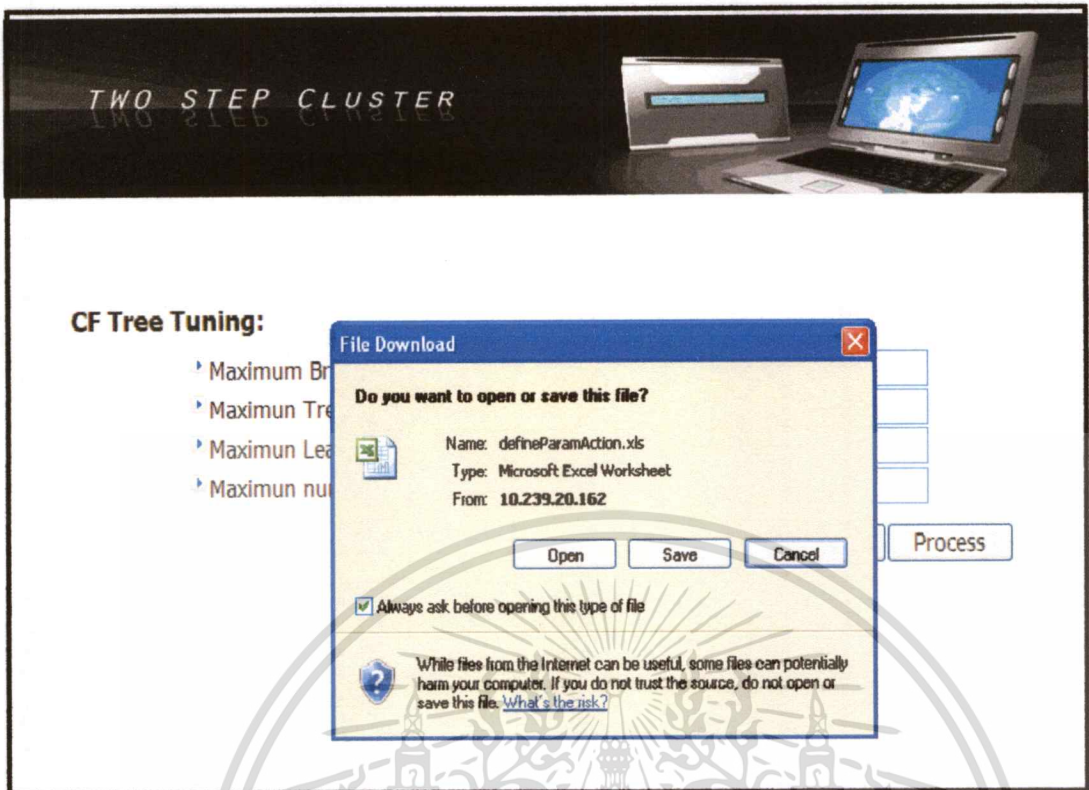 TWO STEP CLUSTER
CF Tree Tuning:
Maximum Br
Maximun Tre
Maximun Lea
Maximun nu
Process
File Download
Do you want to open or save this file?
Name: defineParamAction.xls
Type: Microsoft Excel Worksheet
From: 10.239.20.162
Open Save Cancel
Always ask before opening this type of file
While files from the Internet can be useful, some files can potentially
harm your computer. If you do not trust the source, do not open or
save this file. What's the risk?